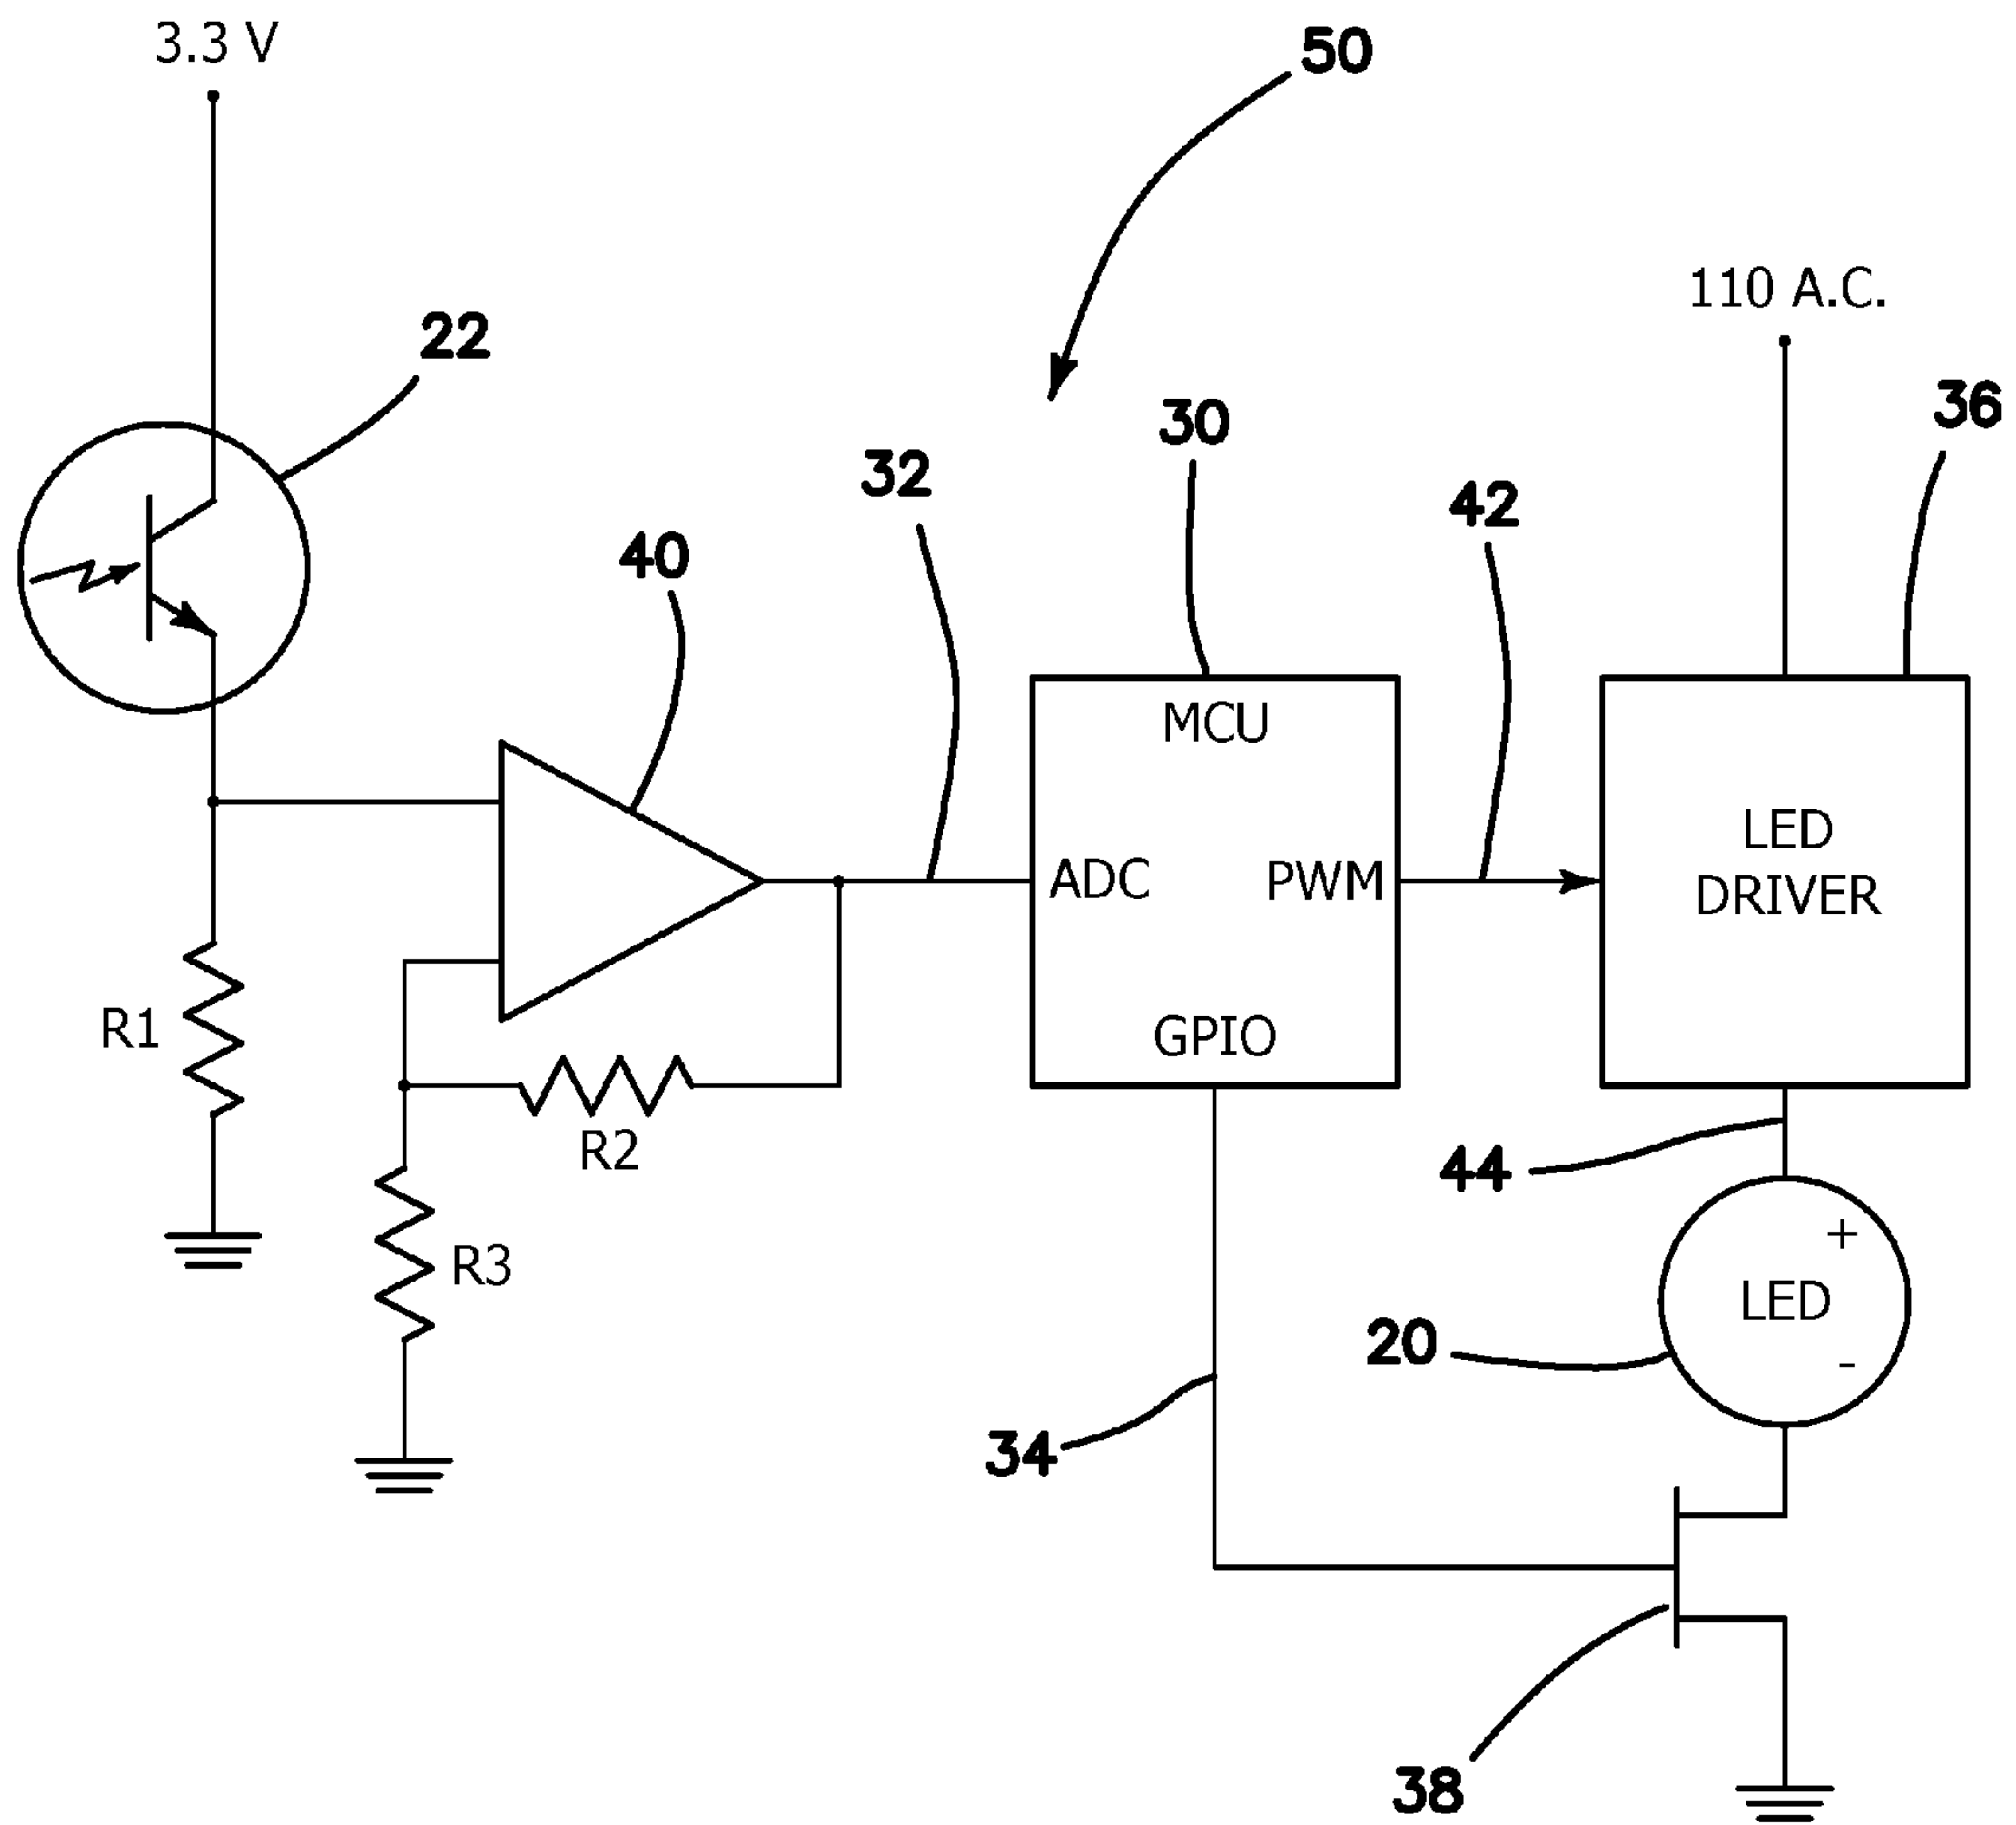 3.3 V
50
110 A.C.
22
36
30
32
42
40
MCU
LED
DRIVER
ADC
PWM
R1
GPIO
R2
44
+
R3
LED
20
-
34
38